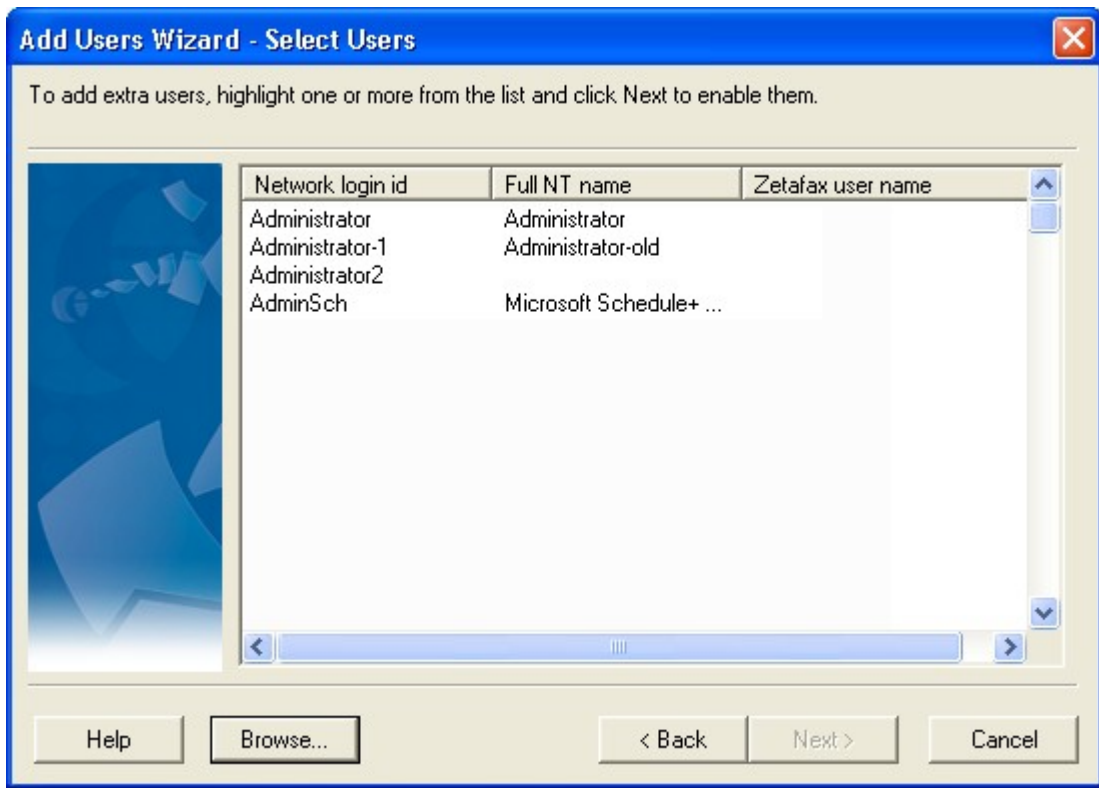 Add Users Wizard - Select Users
To add extra users, highlight one or more from the list and click Next to enable them.
Network login id Full NT name Zetafax user name
Administrator Administrator
Administrator-1 Administrator-old
Administrator2
AdminSch Microsoft Schedule+ ...
Help Browse... < Back Next > Cancel